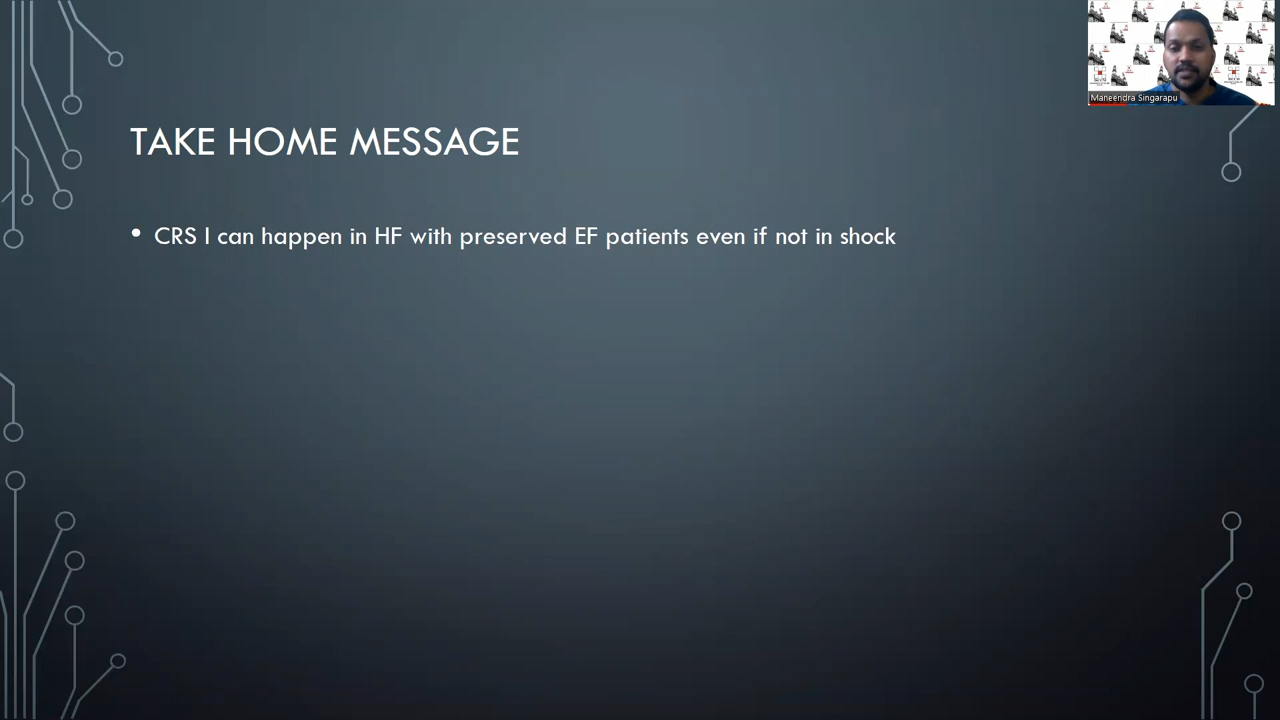 Maneendra Singarapu
TAKE HOME MESSAGE
• CRS I can happen in HF with preserved EF patients even if not in shock